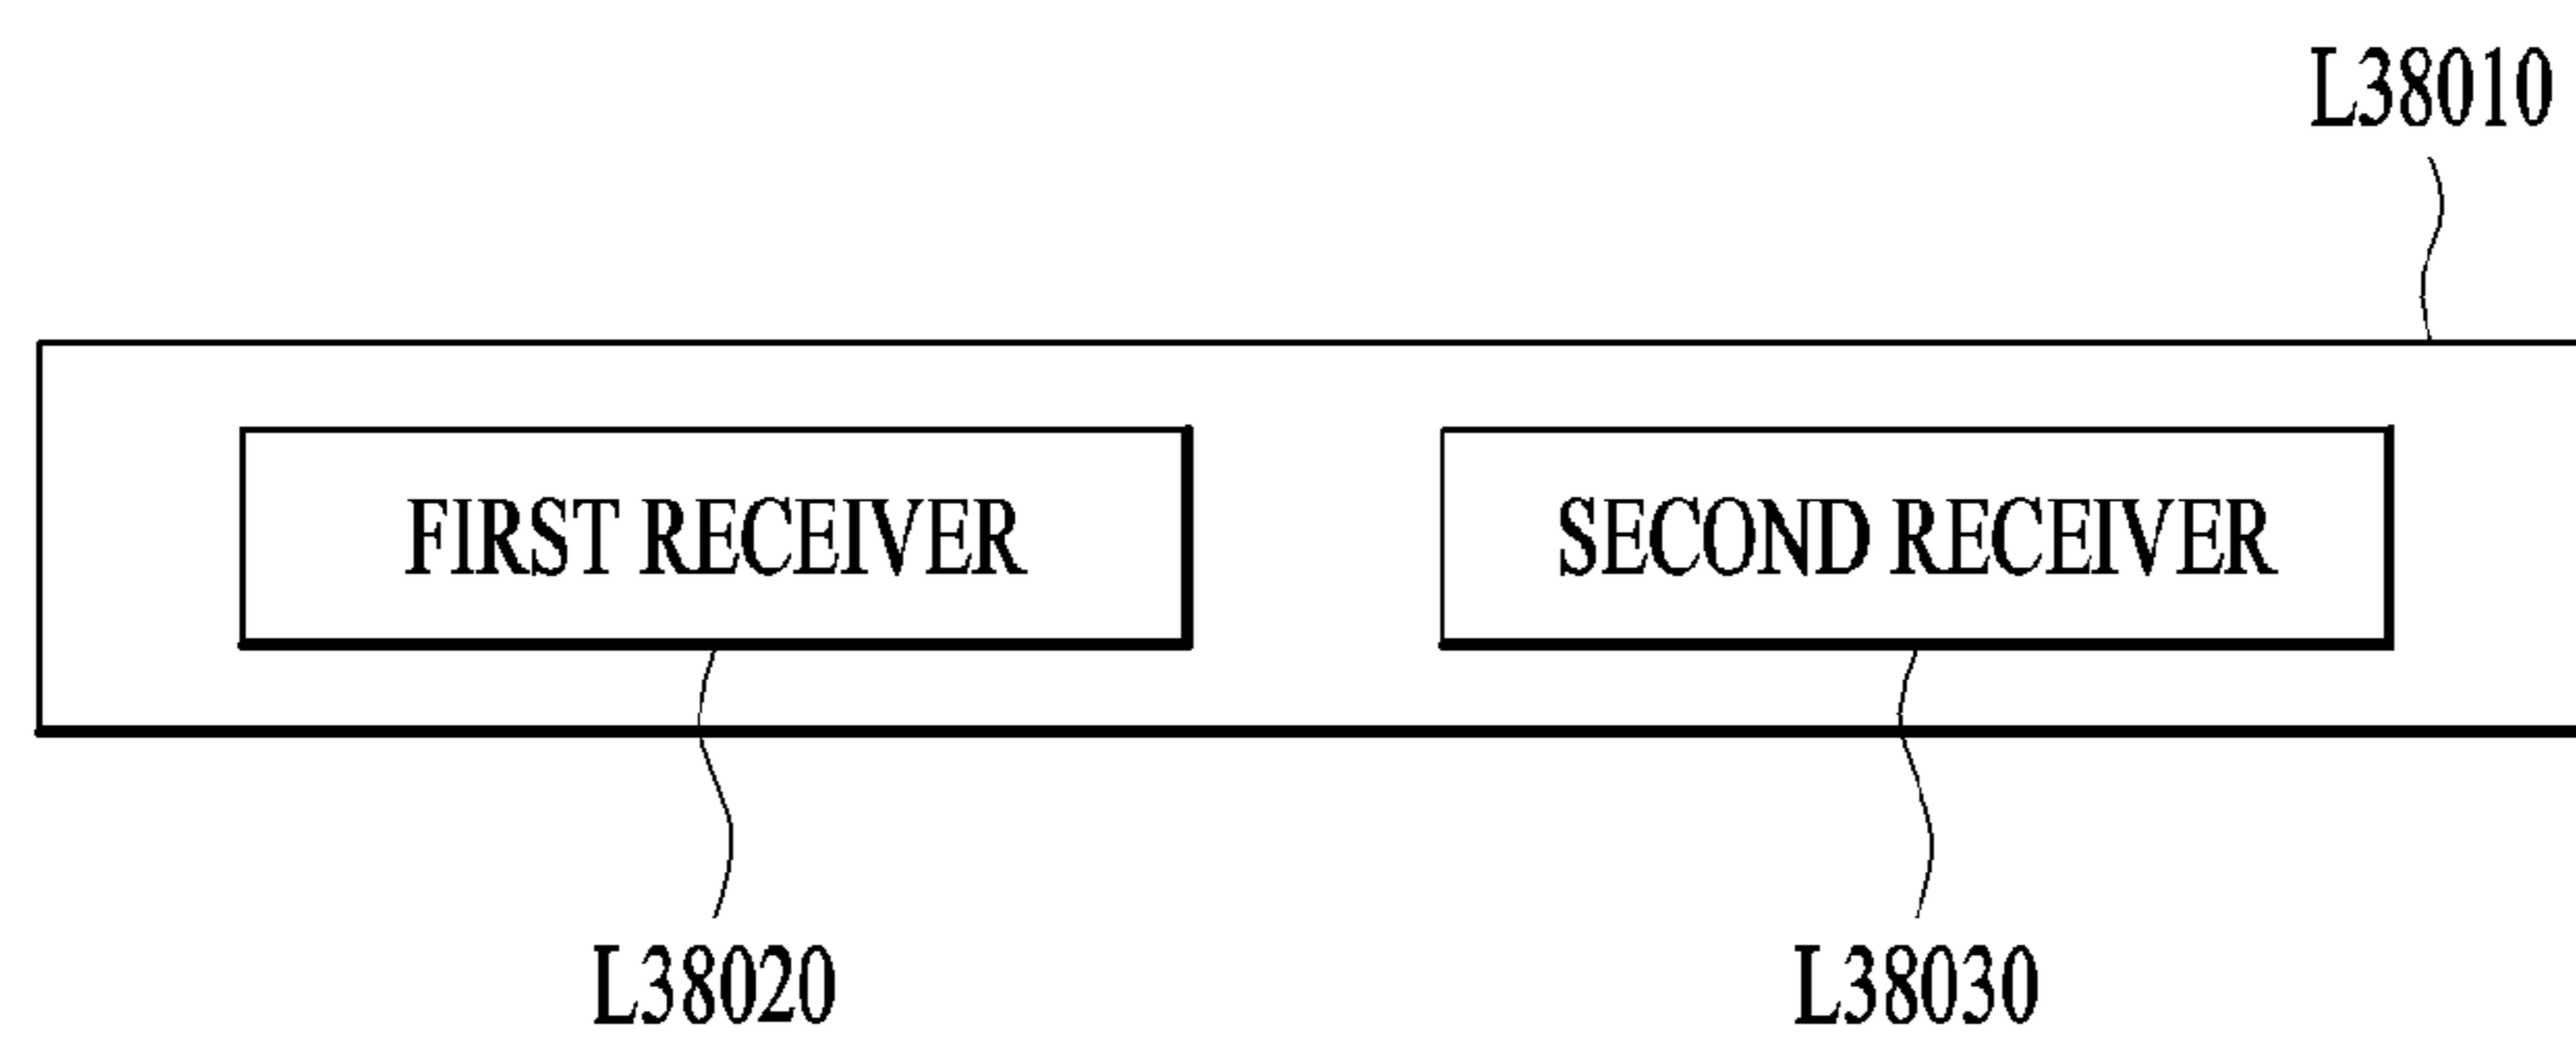 L38010
FIRST RECEIVER
SECOND RECEIVER
L38020
L38030